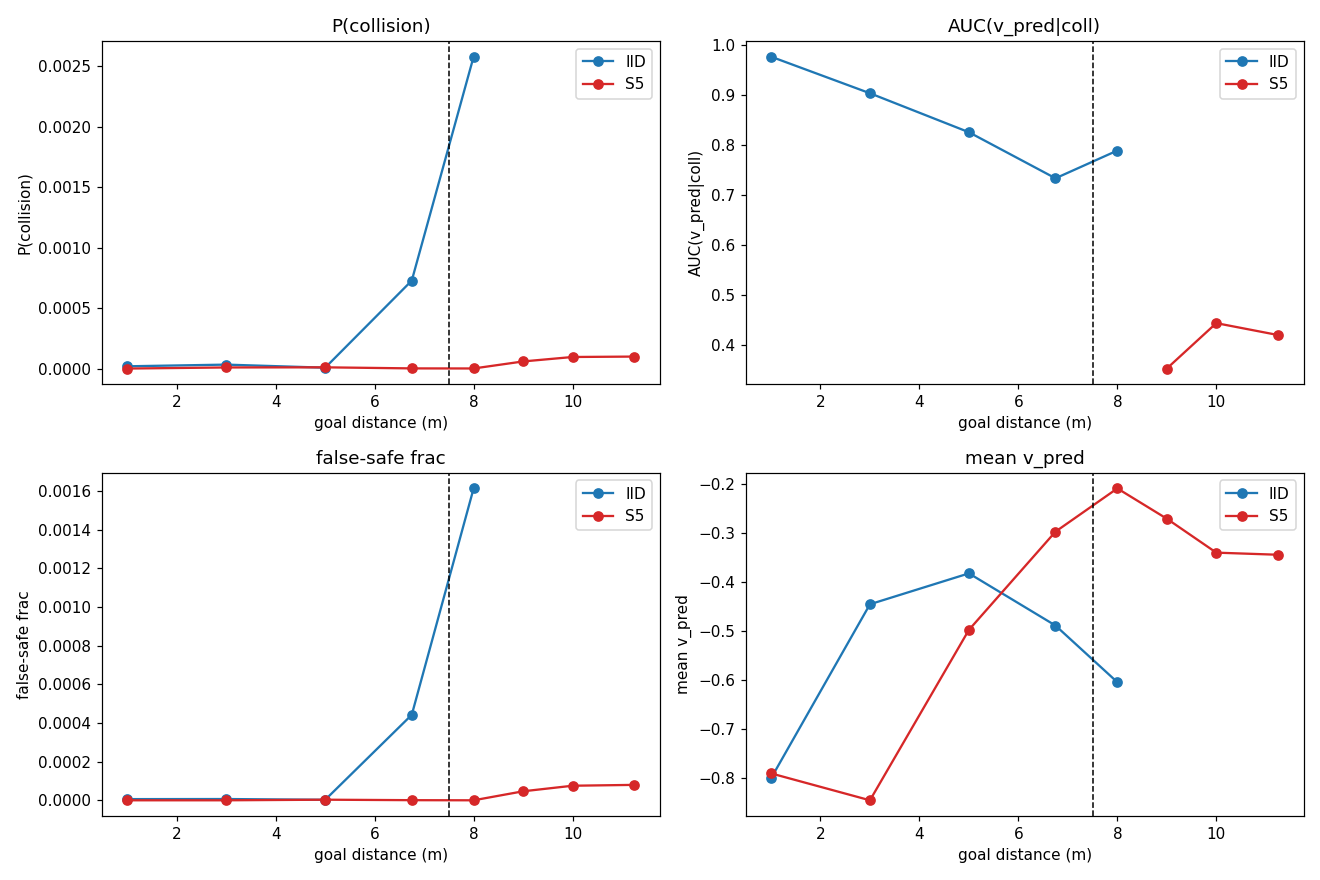 P(collision)
P(collision)
0.0025
0.0020
0.0015
0.0010
0.0005
0.0000
2 4 6 8 10
goal distance (m)
IID
S5
AUC(v_pred|coll)
AUC(v_pred|coll)
1.0
0.9
0.8
0.7
0.6
0.5
0.4
2 4 6 8 10
goal distance (m)
IID
S5
false-safe frac
false-safe frac
0.0016
0.0014
0.0012
0.0010
0.0008
0.0006
0.0004
0.0002
0.0000
2 4 6 8 10
goal distance (m)
IID
S5
mean v_pred
mean v_pred
−0.2
−0.3
−0.4
−0.5
−0.6
−0.7
−0.8
2 4 6 8 10
goal distance (m)
IID
S5